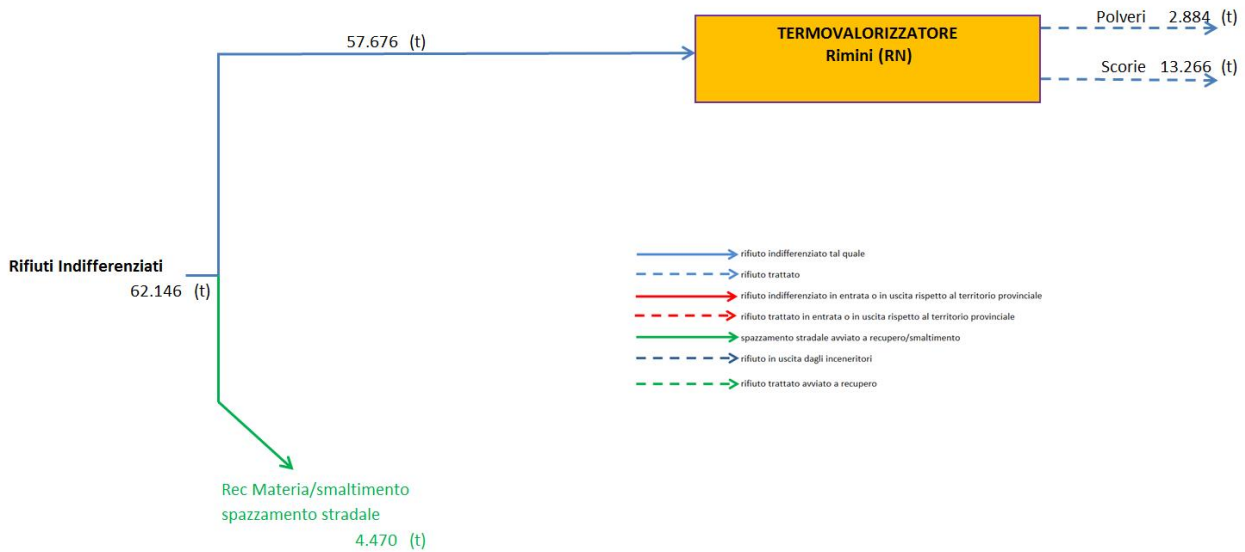 Polveri 2.884 (t)
57.676 (t)
TERMOVALORIZZATORE
Rimini (RN)
Scorie 13.266 (t)
Rifiuti Indifferenziati
62.146 (t)
rifiuto indifferenziato tal quale
rifiuto trattato
rifiuto indifferenziato in entrata o in uscita rispetto al territorio provinciale
rifiuto trattato in entrata o in uscita rispetto al territorio provinciale
spazzamento stradale avviato a recupero/smaltimento
rifiuto in uscita dagli inceneritori
rifiuto trattato avviato a recupero
Rec Materia/smaltimento
spazzamento stradale
4.470 (t)